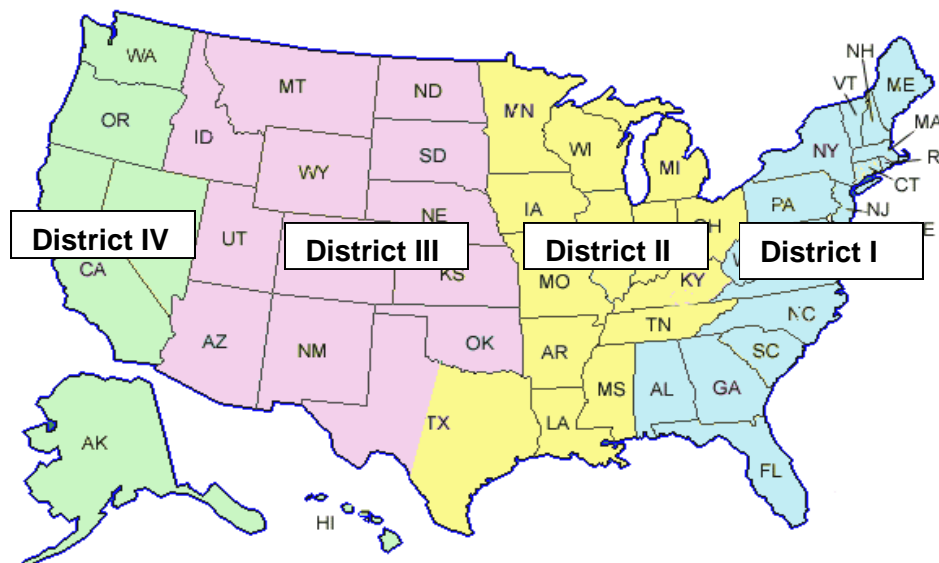 WA
MT
ND
MN
NH
VT
ME
OR
ID
SD
WI
MI
NY
MA
R
WY
CT
NE
IA
PA
NJ
District IV
UT
District III
District II
OH
District I
E
CA
KS
MO
KY
AZ
NM
OK
AR
TN
NC
SC
MS
AL
GA
TX
LA
AK
FL
HI